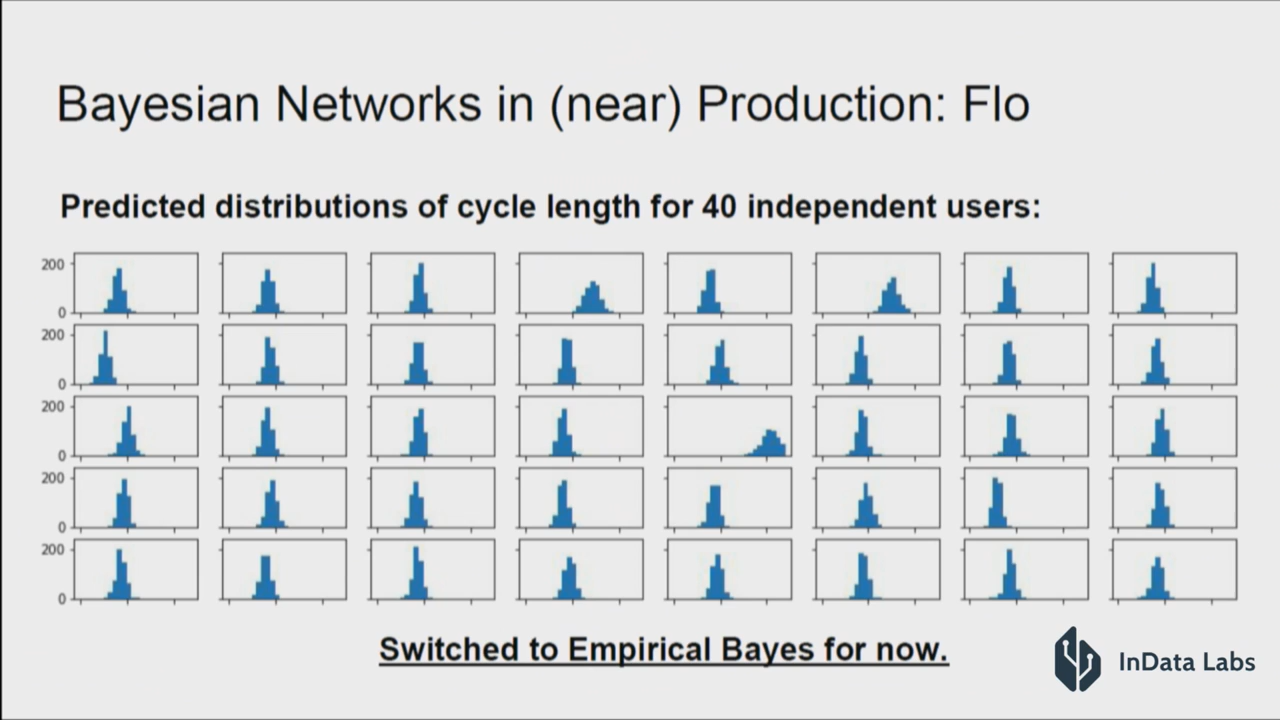 Bayesian Networks in (near) Production: Flo
Predicted distributions of cycle length for 40 independent users:
200
0
200
0
200
0
200
0
200
0
Switched to Empirical Bayes for now.
InData Labs